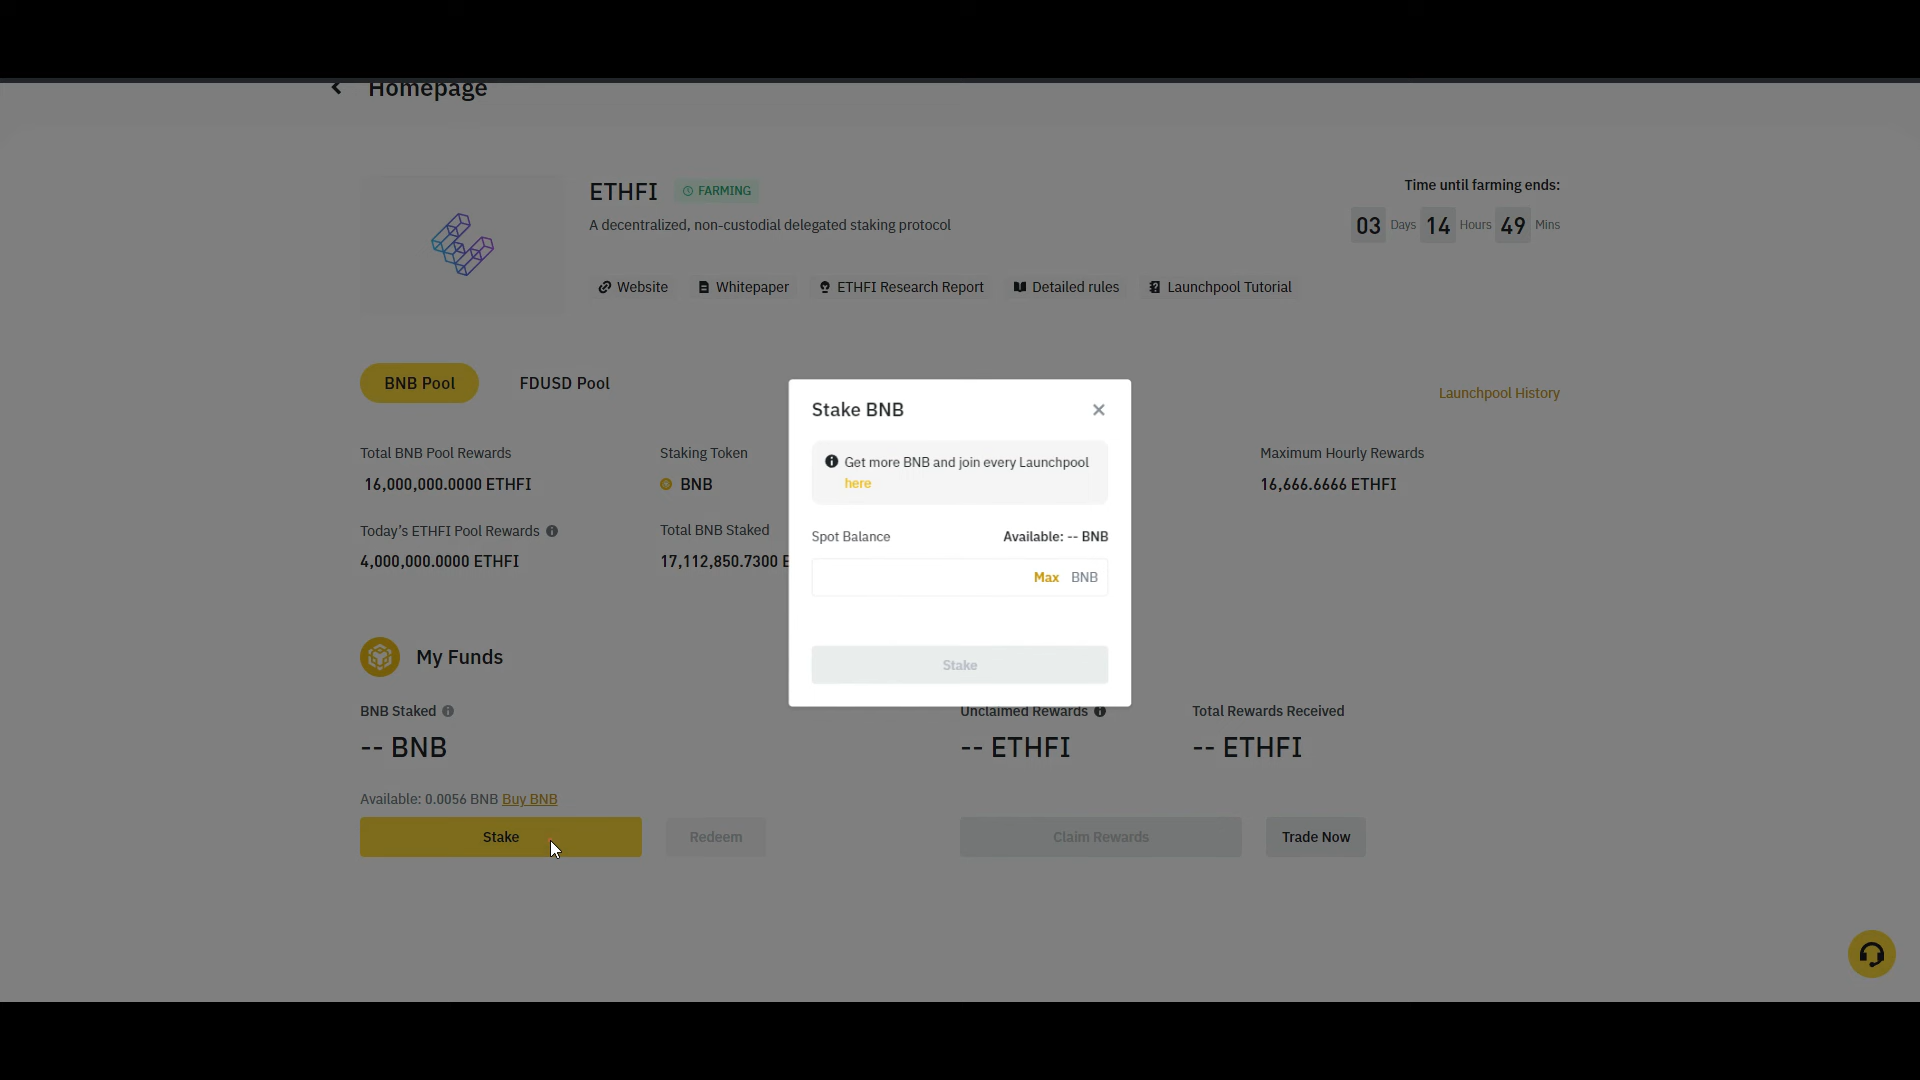 Homepage
ETHFI FARMING
A decentralized, non-custodial delegated staking protocol
Time until farming ends:
03 Days 14 Hours 49 Mins
Website Whitepaper ETHFI Research Report Detailed rules Launchpool Tutorial
BNB Pool FDUSD Pool
Launchpool History
Total BNB Pool Rewards
16,000,000.0000 ETHFI
Staking Token
BNB
Maximum Hourly Rewards
16,666.6666 ETHFI
Today's ETHFI Pool Rewards
4,000,000.0000 ETHFI
Total BNB Staked
17,112,850.7300
Stake BNB
Get more BNB and join every Launchpool
here
Spot Balance Available: -- BNB
Max BNB
Stake
My Funds
BNB Staked
-- BNB
Available: 0.0056 BNB Buy BNB
Stake Redeem
Unclaimed Rewards
-- ETHFI
Total Rewards Received
-- ETHFI
Claim Rewards Trade Now